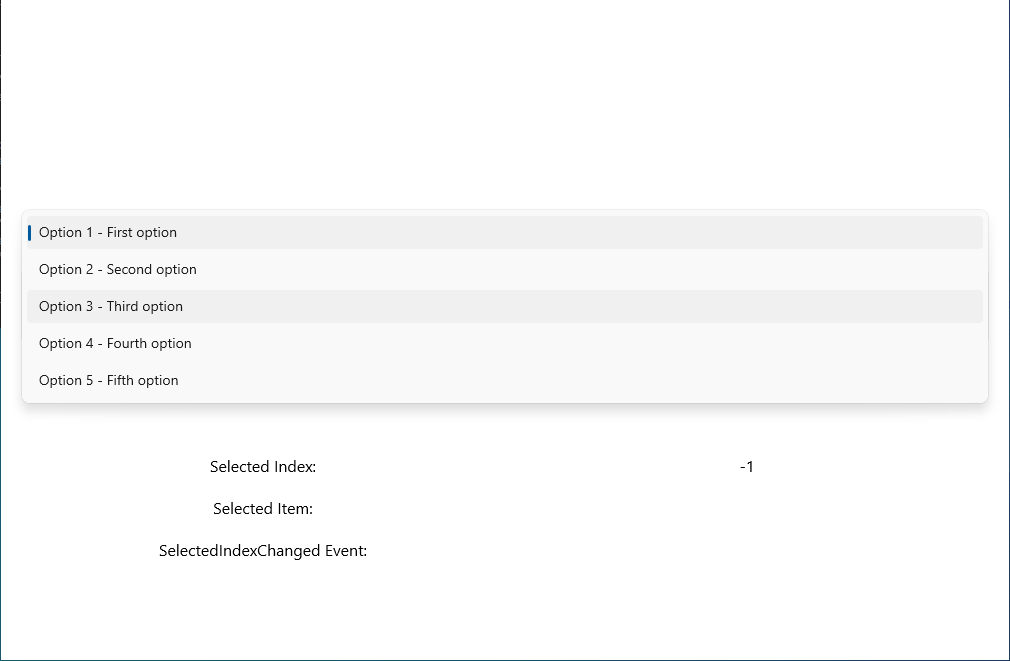 Option 1 - First option
Option 2 - Second option
Option 3 - Third option
Option 4 - Fourth option
Option 5 - Fifth option
Selected Index: -1
Selected Item:
SelectedIndexChanged Event: